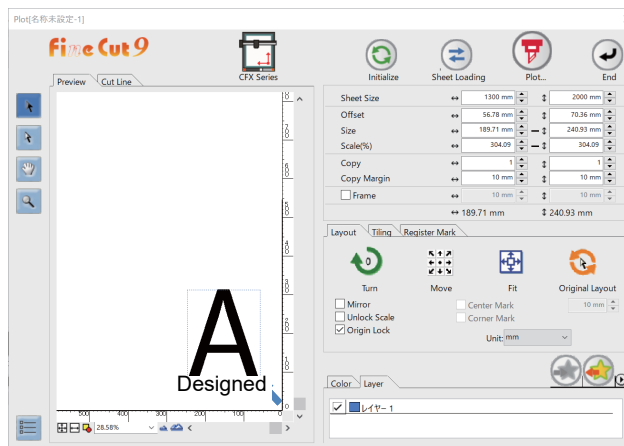 Plot[名称未設定-1]
Fine Cut 9
CFX Series
Initialize
Sheet Loading
Plot...
End
Preview
Cut Line
Sheet Size
1300 mm
2000 mm
Offset
56.78 mm
70.36 mm
Size
189.71 mm
240.93 mm
Scale(%)
304.09
304.09
Copy
1
1
Copy Margin
10 mm
10 mm
Frame
10 mm
10 mm
189.71 mm
240.93 mm
Layout
Tiling
Register Mark
0
Turn
Move
Fit
Original Layout
Mirror
Center Mark
10 mm
Unlock Scale
Corner Mark
Origin Lock
Unit:
mm
A
Designed
500
400
300
200
100
0
28.58%
Color
Layer
レイヤー 1